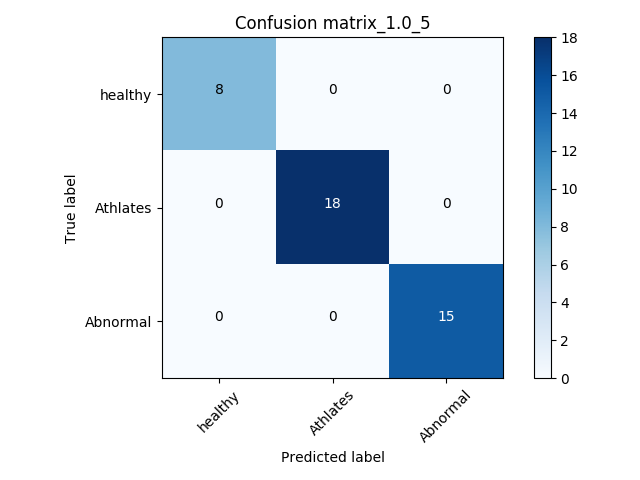 Confusion matrix_1.0_5
True label
healthy
8 0 0
Athlates
0 18 0
Abnormal
0 0 15
healthy
Athlates
Abnormal
Predicted label
18
16
14
12
10
8
6
4
2
0